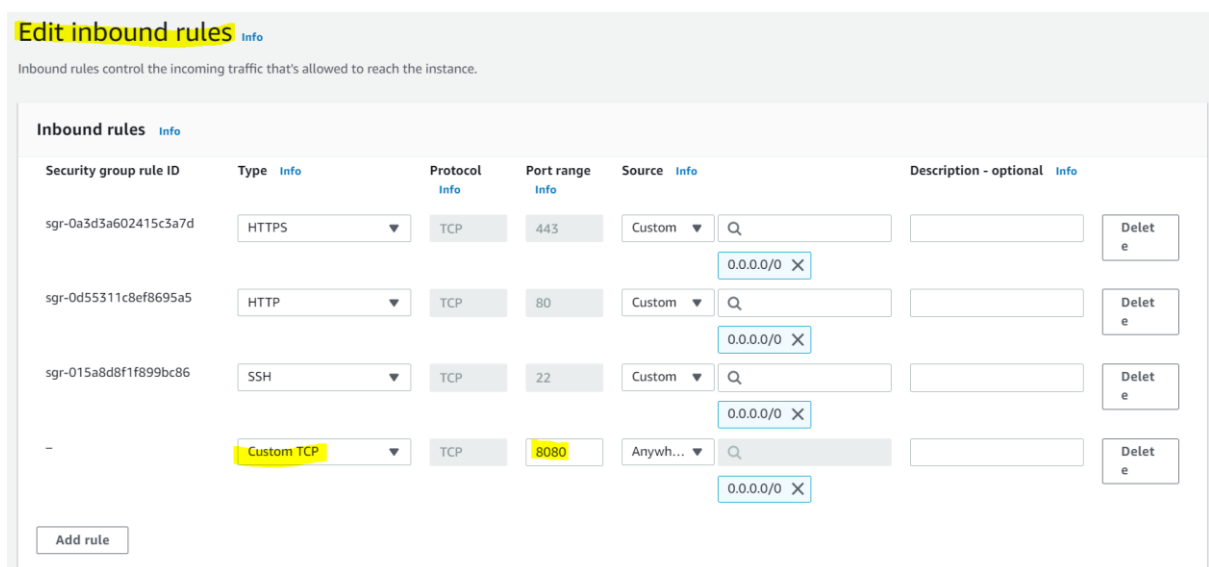 Edit inbound rules Info
Inbound rules control the incoming traffic that's allowed to reach the instance.
Inbound rules Info
Security group rule ID Type Info Protocol Info Port range Info Source Info Description - optional Info
sgr-0a3d3a602415c3a7d HTTPS TCP 443 Custom Delet e
0.0.0.0/0
sgr-0d55311c8ef8695a5 HTTP TCP 80 Custom Delet e
0.0.0.0/0
sgr-015a8d8f1f899bc86 SSH TCP 22 Custom Delet e
0.0.0.0/0
– Custom TCP TCP 8080 Anywh... Delet e
0.0.0.0/0
Add rule